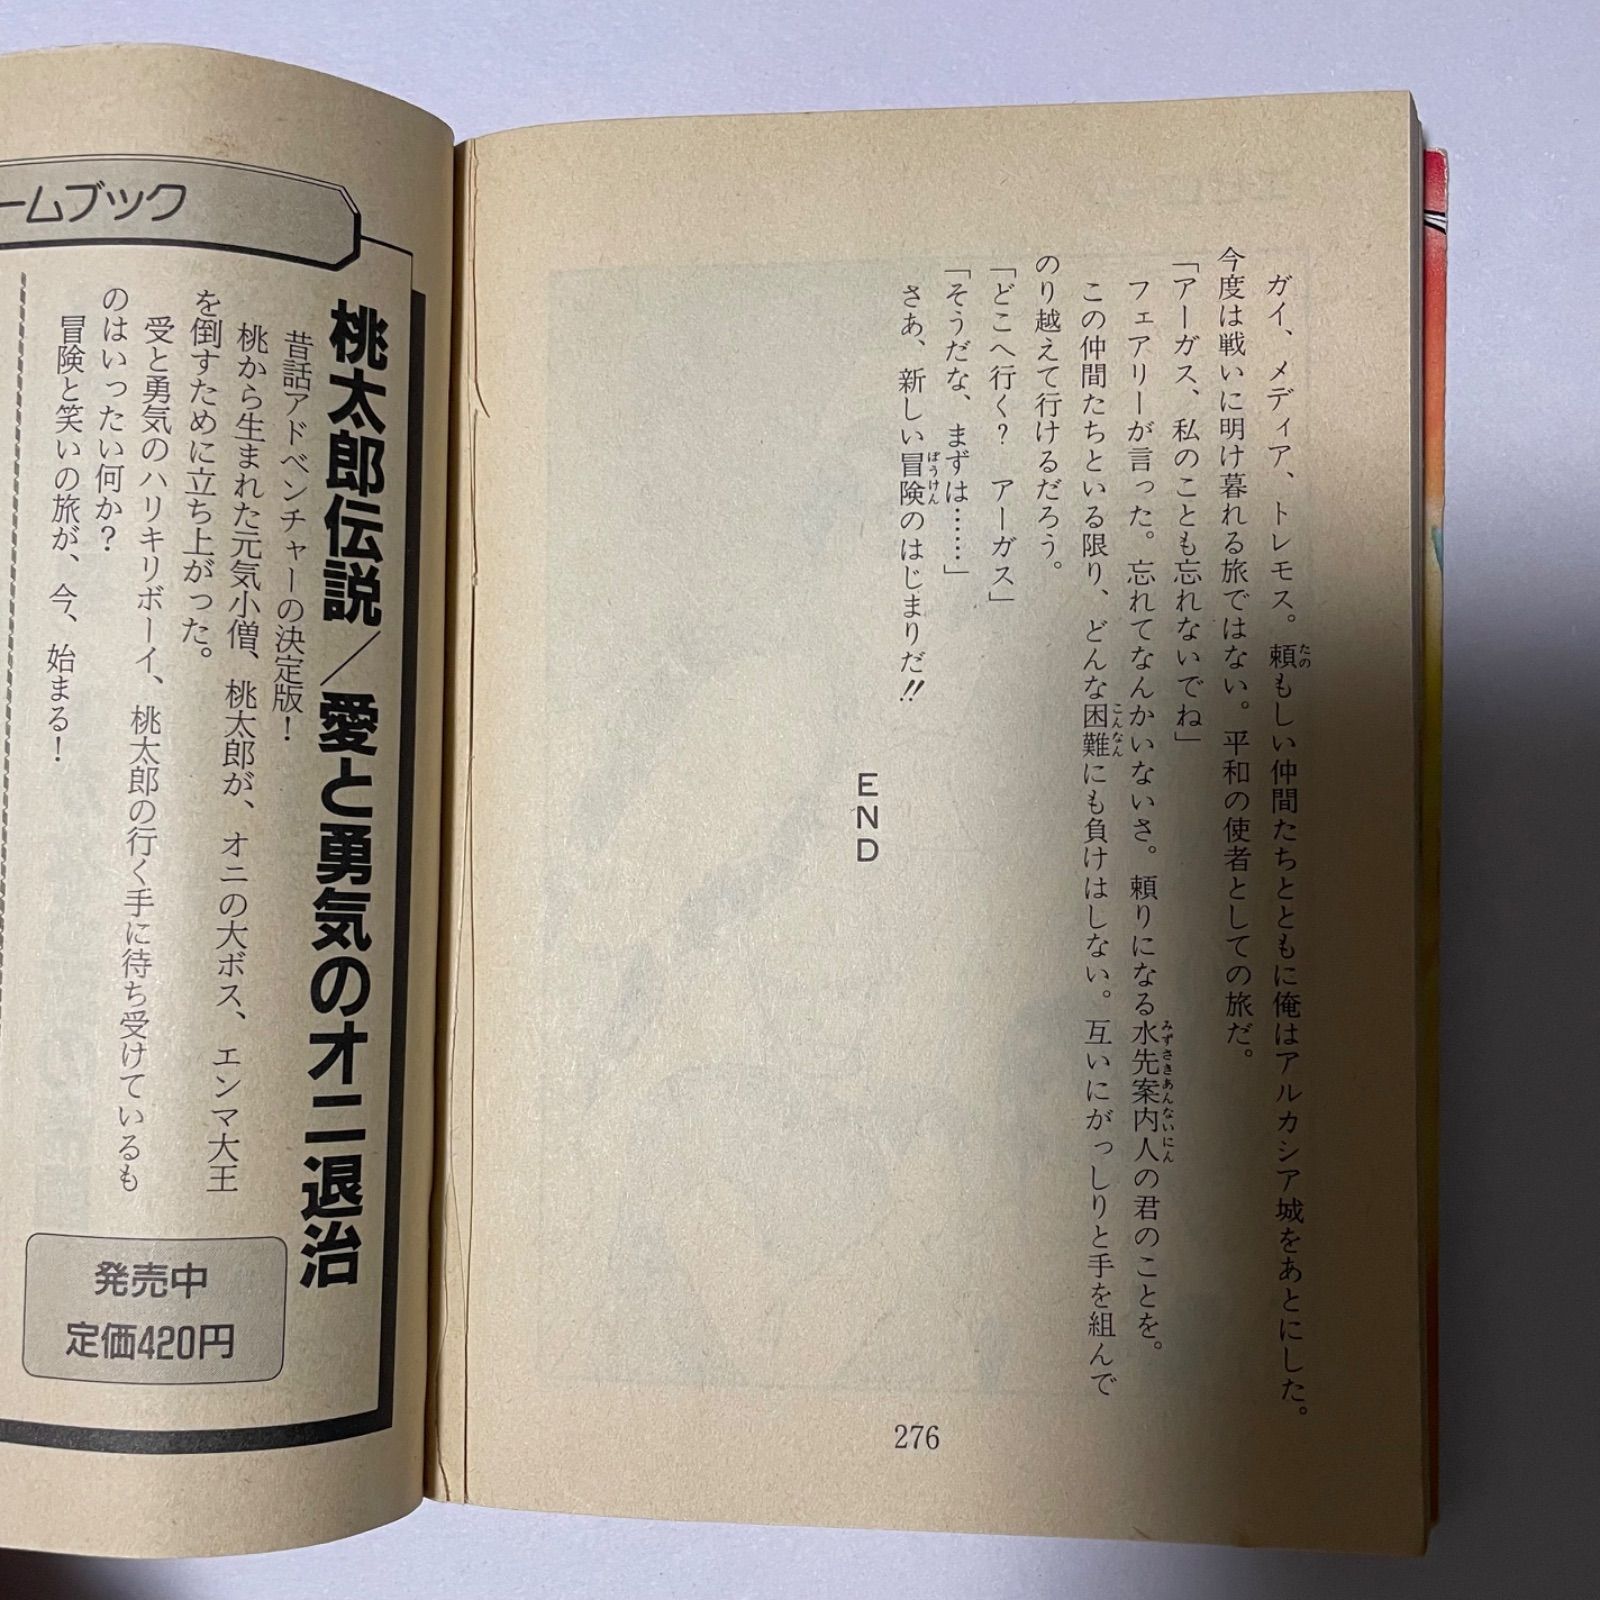 ガイ、メディア、トレモス。頼もしい仲間たちとともに俺はアルカシア城をあとにした。
今度は戦いに明け暮れる旅ではない。平和の使者としての旅だ。
「アーガス、私のことも忘れないでね」
フェアリーが言った。忘れてなんかいないさ。頼りになる水先案内人の君のことを。
この仲間たちといる限り、どんな困難にも負けはしない。互いにがっしりと手を組んで
のり越えて行けるだろう。
「どこへ行く？　アーガス」
「そうだな、まずは……」
さあ、新しい冒険のはじまりだ!!
END
276
ームブック
桃太郎伝説／愛と勇気のオニ退治
昔話アドベンチャーの決定版！
桃から生まれた元気小僧、桃太郎が、オニの大ボス、エンマ大王
を倒すために立ち上がった。
受と勇気のハリキリボーイ、桃太郎の行く手に待ち受けているも
のはいったい何か？
冒険と笑いの旅が、今、始まる！
発売中
定価420円